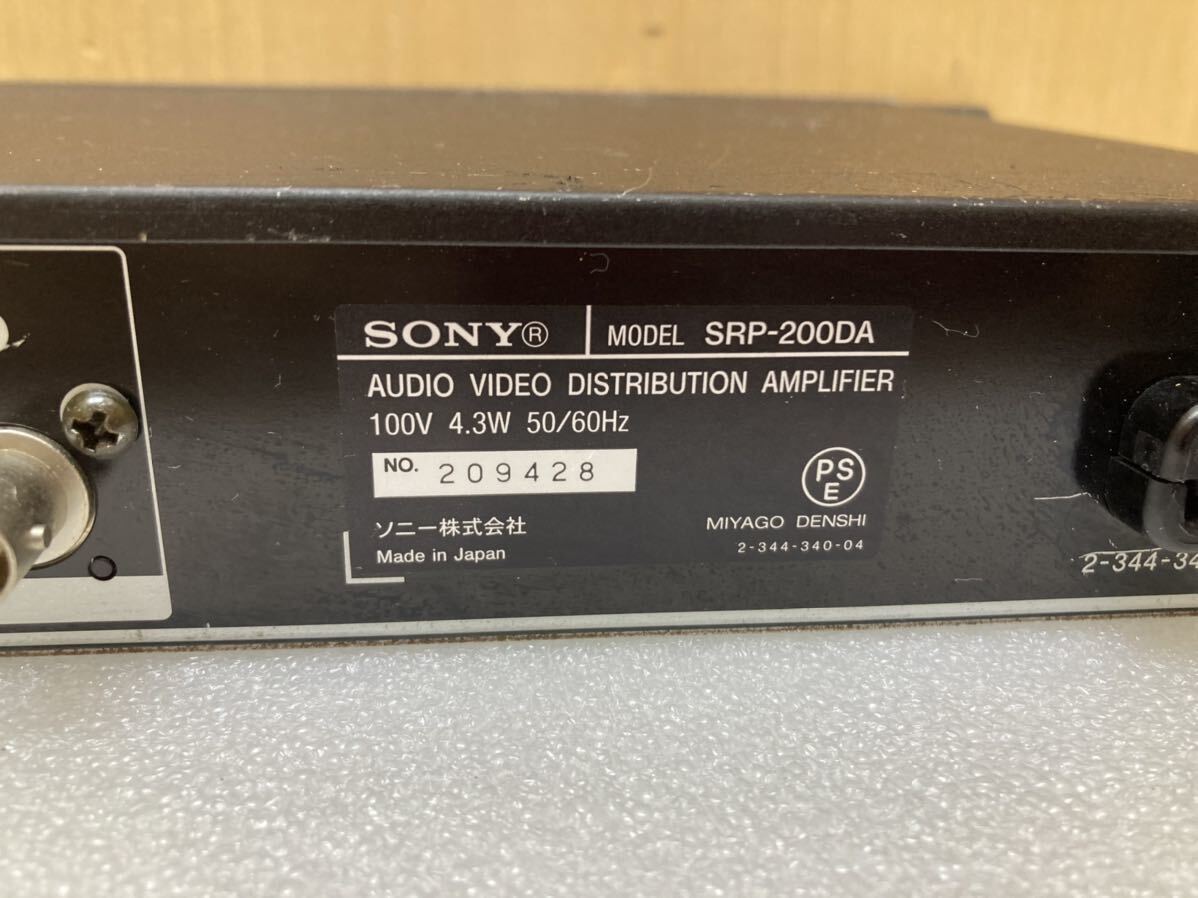 SONY® MODEL SRP-200DA
AUDIO VIDEO DISTRIBUTION AMPLIFIER
100V 4.3W 50/60Hz
NO. 209428
PS
E
ソニー株式会社
Made in Japan
MIYAGO DENSHI
2-344-340-04
2-344-34